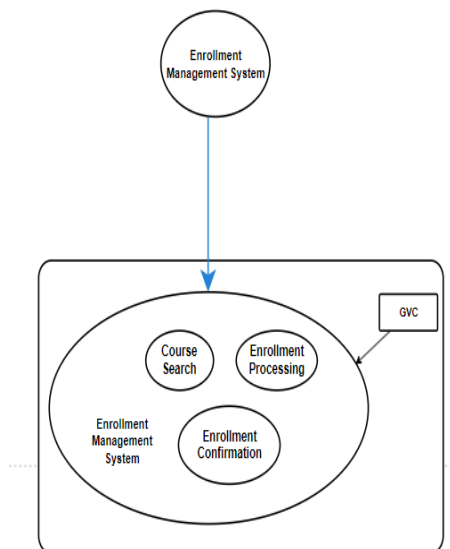 Enrollment
Management System
GVC
Course
Search
Enrollment
Processing
Enrollment
Management
System
Enrollment
Confirmation